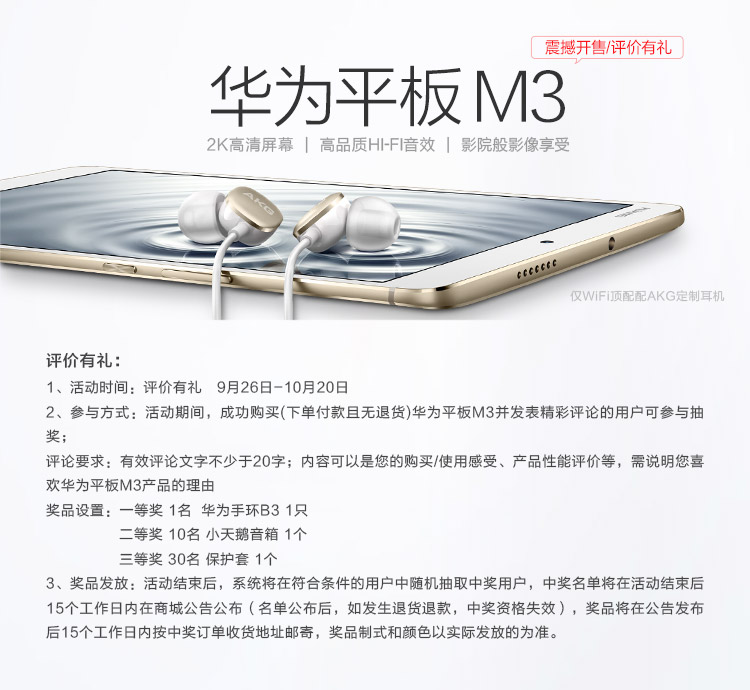 震撼开售/评价有礼
华为平板 M3
2K高清屏幕 | 高品质HI-FI音效 | 影院般影像享受
AKG
HUAWEI
仅WiFi顶配配AKG定制耳机
评价有礼：
1、活动时间：评价有礼 9月26日-10月20日
2、参与方式：活动期间，成功购买(下单付款且无退货)华为平板M3并发表精彩评论的用户可参与抽
奖；
评论要求：有效评论文字不少于20字；内容可以是您的购买/使用感受、产品性能评价等，需说明您喜
欢华为平板M3产品的理由
奖品设置：一等奖 1名 华为手环B3 1只
二等奖 10名 小天鹅音箱 1个
三等奖 30名 保护套 1个
3、奖品发放：活动结束后，系统将在符合条件的用户中随机抽取中奖用户，中奖名单将在活动结束后
15个工作日内在商城公告公布（名单公布后，如发生退货退款，中奖资格失效），奖品将在公告发布
后15个工作日内按中奖订单收货地址邮寄，奖品制式和颜色以实际发放的为准。